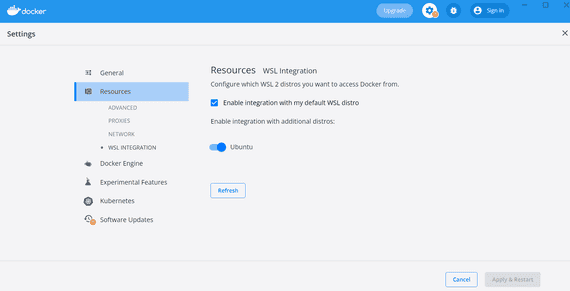 docker
Upgrade
Sign in
Settings
General
Resources
ADVANCED
PROXIES
NETWORK
WSL INTEGRATION
Docker Engine
Experimental Features
Kubernetes
Software Updates
Resources WSL Integration
Configure which WSL 2 distros you want to access Docker from.
Enable integration with my default WSL distro
Enable integration with additional distros:
Ubuntu
Refresh
Cancel
Apply & Restart